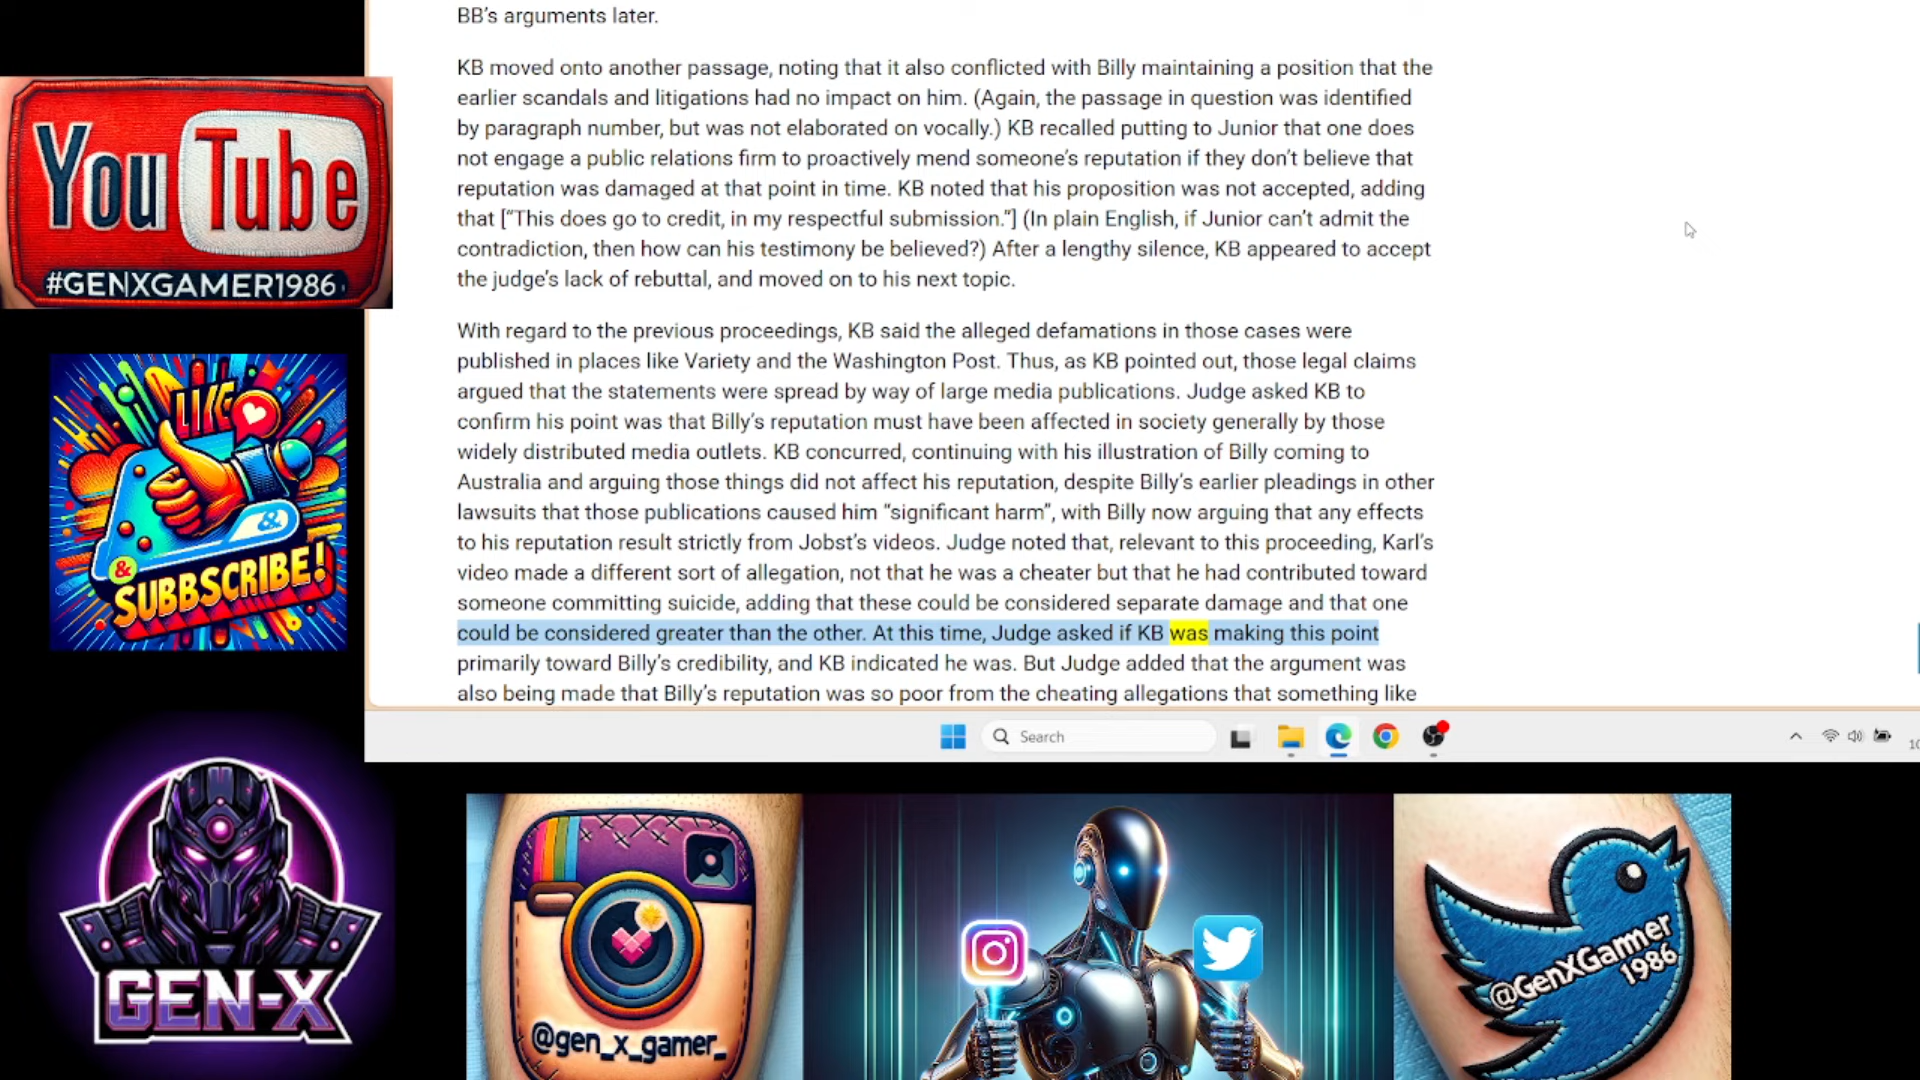 BB's arguments later.
KB moved onto another passage, noting that it also conflicted with Billy maintaining a position that the
earlier scandals and litigations had no impact on him. (Again, the passage in question was identified
by paragraph number, but was not elaborated on vocally.) KB recalled putting to Junior that one does
not engage a public relations firm to proactively mend someone's reputation if they don't believe that
reputation was damaged at that point in time. KB noted that his proposition was not accepted, adding
that ["This does go to credit, in my respectful submission."] (In plain English, if Junior can't admit the
contradiction, then how can his testimony be believed?) After a lengthy silence, KB appeared to accept
the judge's lack of rebuttal, and moved on to his next topic.
With regard to the previous proceedings, KB said the alleged defamations in those cases were
published in places like Variety and the Washington Post. Thus, as KB pointed out, those legal claims
argued that the statements were spread by way of large media publications. Judge asked KB to
confirm his point was that Billy's reputation must have been affected in society generally by those
widely distributed media outlets. KB concurred, continuing with his illustration of Billy coming to
Australia and arguing those things did not affect his reputation, despite Billy's earlier pleadings in other
lawsuits that those publications caused him "significant harm", with Billy now arguing that any effects
to his reputation result strictly from Jobst's videos. Judge noted that, relevant to this proceeding, Karl's
video made a different sort of allegation, not that he was a cheater but that he had contributed toward
someone committing suicide, adding that these could be considered separate damage and that one
could be considered greater than the other. At this time, Judge asked if KB was making this point
primarily toward Billy's credibility, and KB indicated he was. But Judge added that the argument was
also being made that Billy's reputation was so poor from the cheating allegations that something like
YouTube
#GENXGAMER1986
LIKE
&
& SUBBSCRIBE!
Search
10
GEN-X
@gen_x_gamer_
@GenXGamer
1986